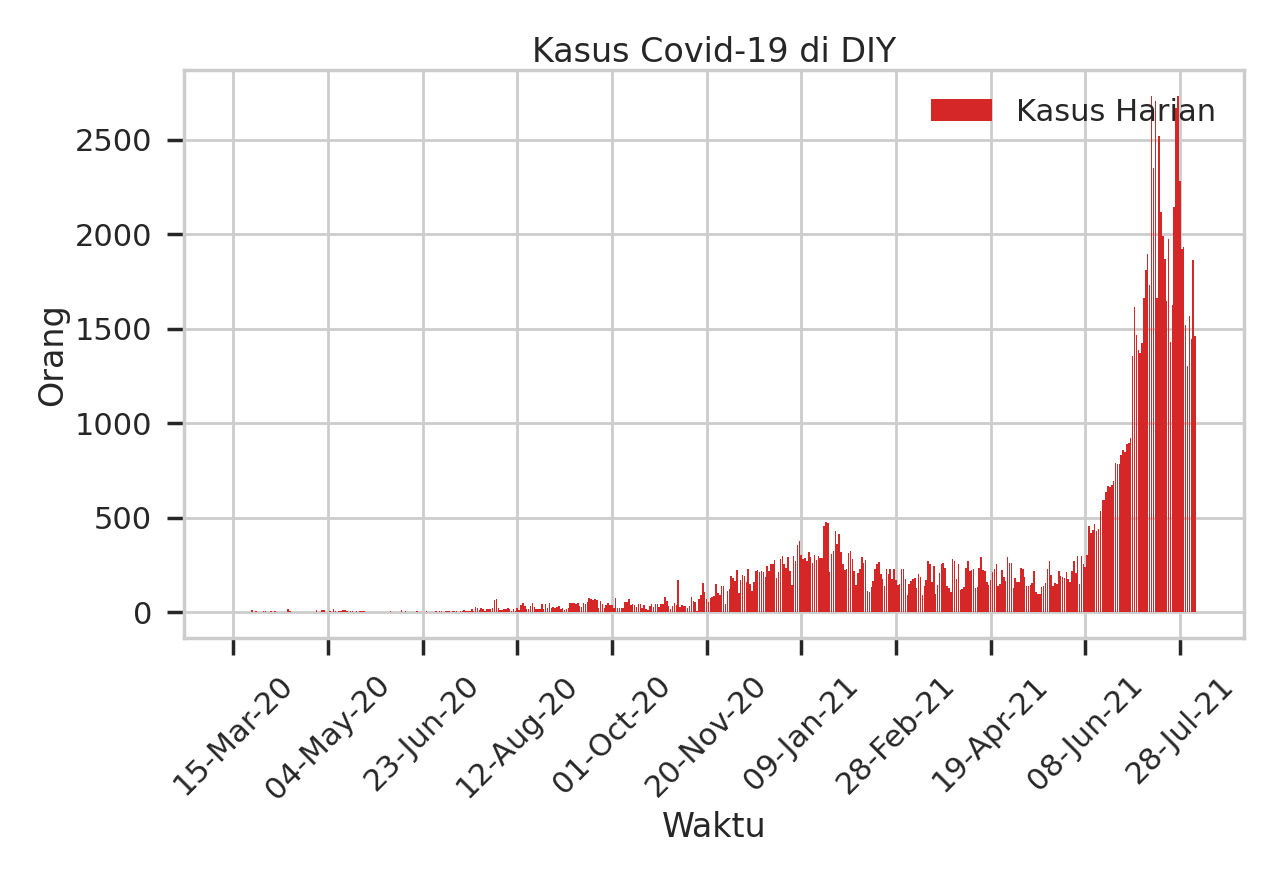 Kasus Covid-19 di DIY
Kasus Harian
Orang
2500
2000
1500
1000
500
0
15-Mar-20
04-May-20
23-Jun-20
12-Aug-20
01-Oct-20
20-Nov-20
09-Jan-21
28-Feb-21
19-Apr-21
08-Jun-21
28-Jul-21
Waktu